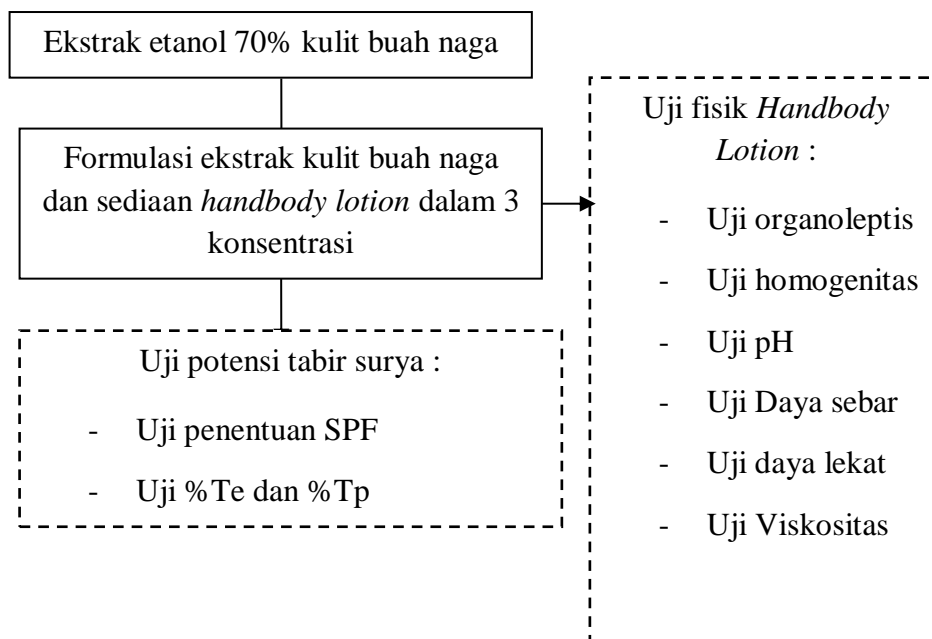 Ekstrak etanol 70% kulit buah naga
Formulasi ekstrak kulit buah naga
dan sediaan handbody lotion dalam 3
konsentrasi
Uji potensi tabir surya :
- Uji penentuan SPF
- Uji %Te dan %Tp
Uji fisik Handbody
Lotion :
- Uji organoleptis
- Uji homogenitas
- Uji pH
- Uji Daya sebar
- Uji daya lekat
- Uji Viskositas